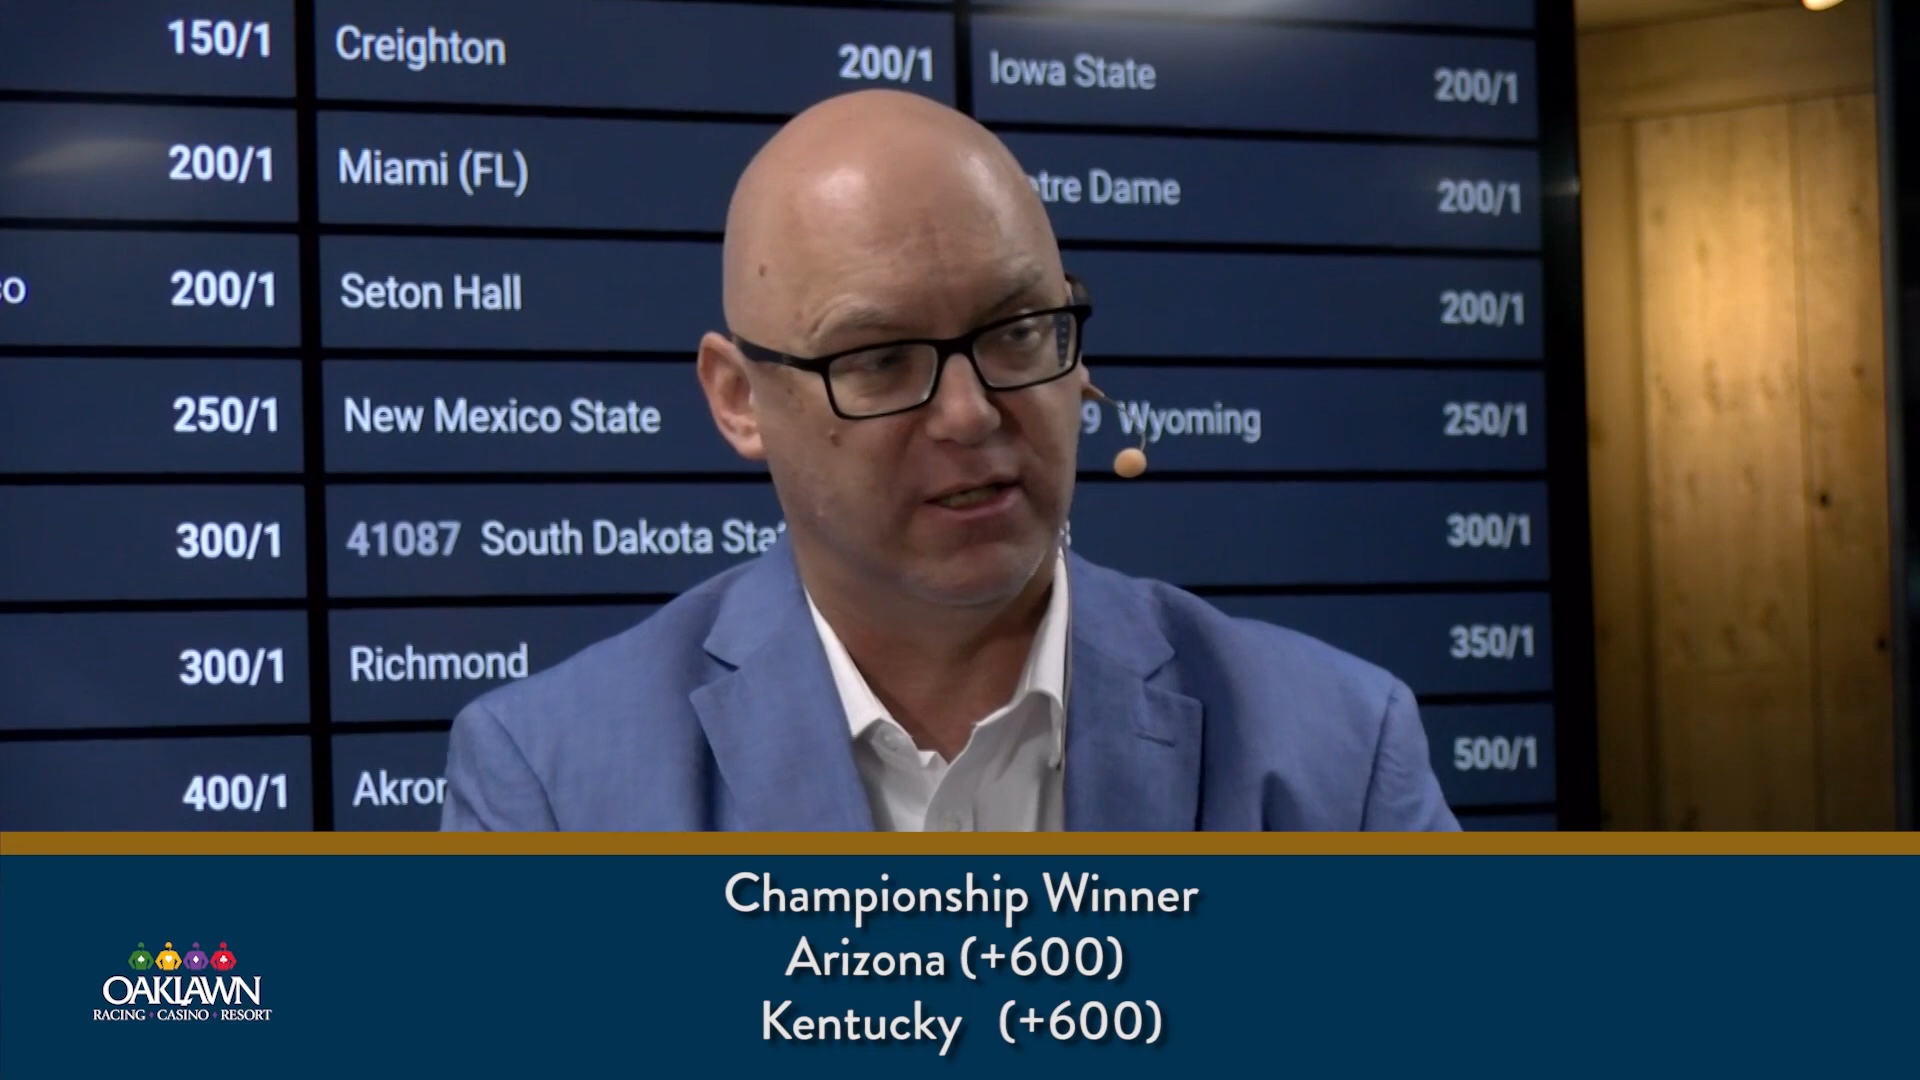 150/1
Creighton 200/1
Iowa State 200/1
200/1
Miami (FL)
Dame 200/1
200/1
Seton Hall
200/1
250/1
New Mexico State
Wyoming 250/1
300/1
41087 South Dakota
300/1
300/1
Richmond
350/1
400/1
500/1
Championship Winner
Arizona (+600)
Kentucky (+600)
OAKLAWN
RACING CASINO RESORT